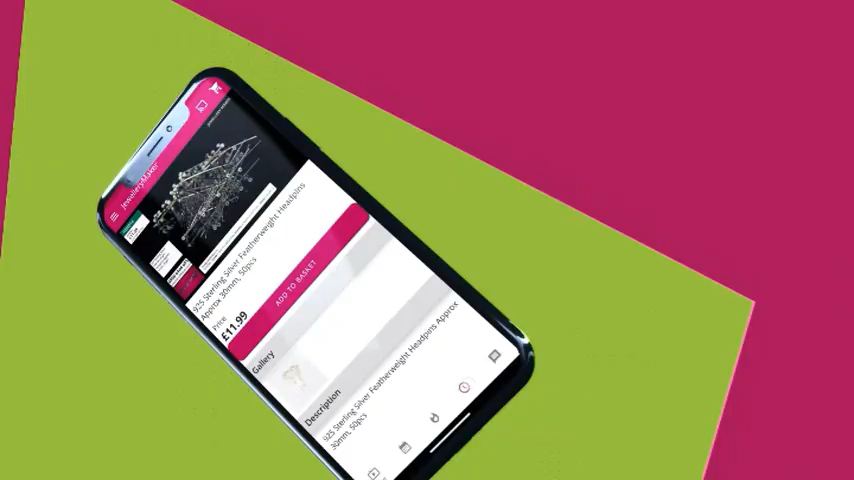 JewelleryMaker
925 Sterling Silver Featherweight Headpins
Approx 30mm, 50pcs
Price
£11.99
ADD TO BASKET
Gallery
Description
925 Sterling Silver Featherweight Headpins Approx
30mm, 50pcs